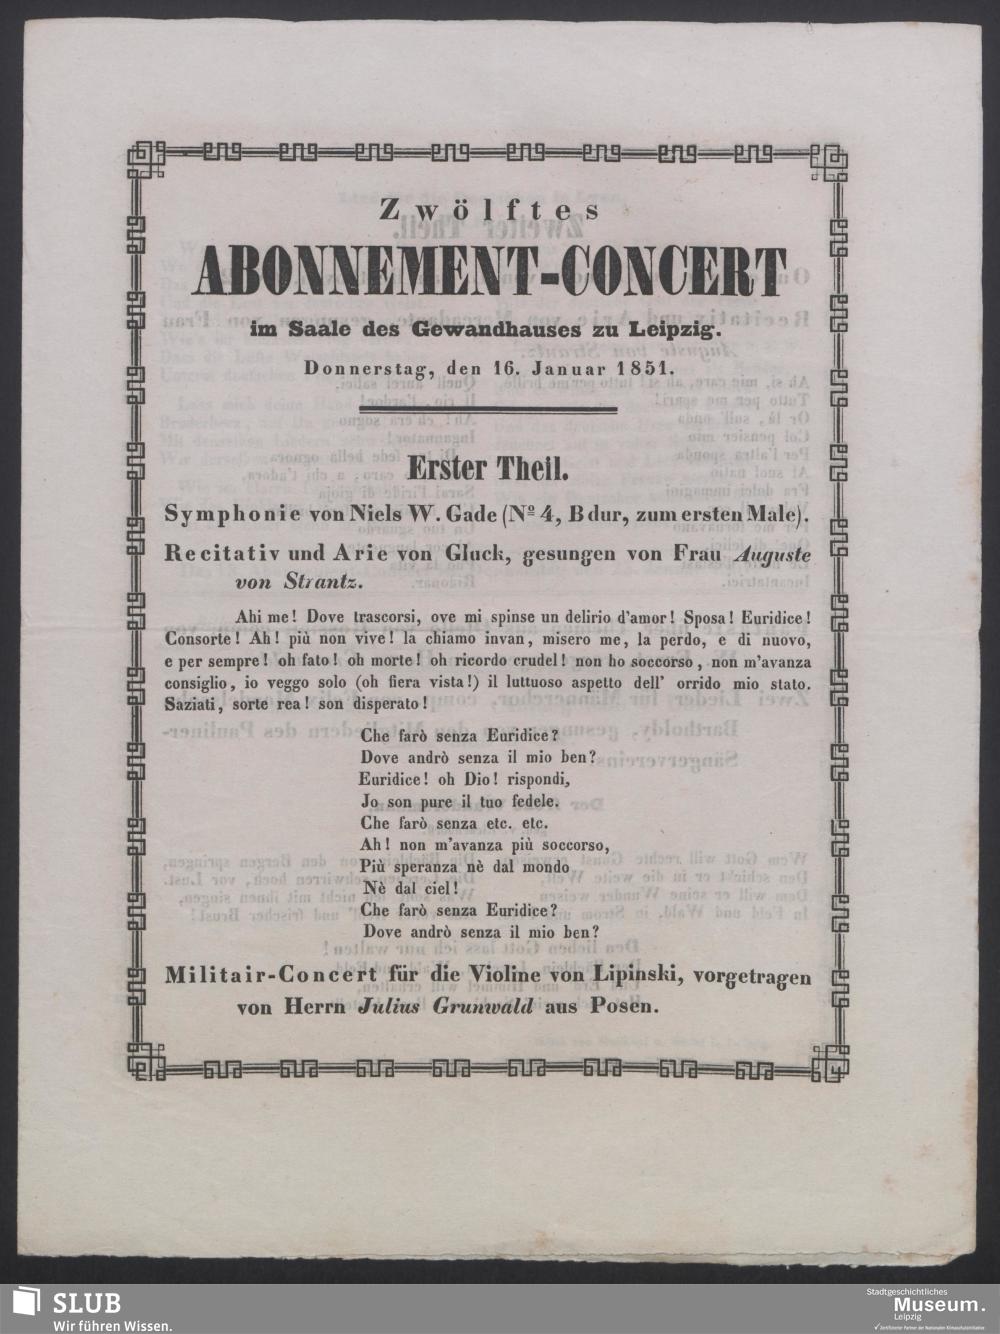 Zwölftes
ABONNEMENT-CONCERT
im Saale des Gewandhauses zu Leipzig.
Donnerstag, den 16. Januar 1851.
Erster Theil.
Symphonie von Niels W. Gade (Nº 4, B dur, zum ersten Male).
Recitativ und Arie von Gluck, gesungen von Frau Auguste
von Strantz.
Ahi me! Dove trascorsi, ove mi spinse un delirio d'amor! Sposa! Euridice!
Consorte! Ah! più non vive! la chiamo invan, misero me, la perdo, e di nuovo,
e per sempre! oh fato! oh morte! oh ricordo crudel! non ho soccorso, non m'avanza
consiglio, io veggo solo (oh fiera vista!) il luttuoso aspetto dell' orrido mio stato.
Saziati, sorte rea! son disperato!
Che farò senza Euridice?
Dove andrò senza il mio ben?
Euridice! oh Dio! rispondi,
Jo son pure il tuo fedele.
Che farò senza etc. etc.
Ah! non m'avanza più soccorso,
Più speranza nè dal mondo
Nè dal ciel!
Che farò senza Euridice?
Dove andrò senza il mio ben?
Militair-Concert für die Violine von Lipinski, vorgetragen
von Herrn Julius Grunwald aus Posen.
SLUB
Wir führen Wissen.
Stadtgeschichtliches
Museum.
Leipzig
✓ Zertifizierter Partner der Nationalen Klimaschutzinitiative